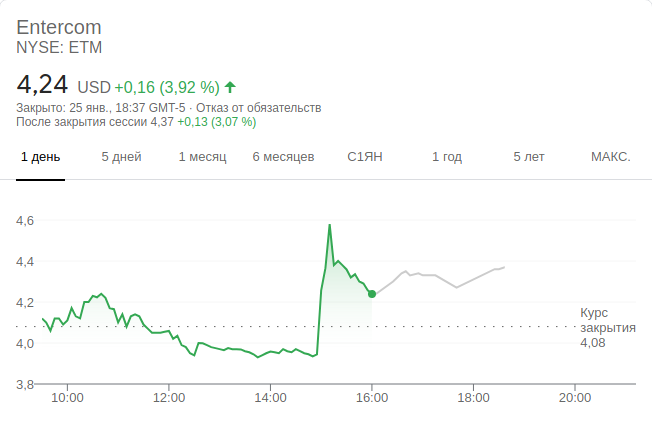 Entercom
NYSE: ETM
4,24 USD +0,16 (3,92 %)
Закрыто: 25 янв., 18:37 GMT-5 · Отказ от обязательств
После закрытия сессии 4,37 +0,13 (3,07 %)
1 день 5 дней 1 месяц 6 месяцев С1ЯН 1 год 5 лет МАКС.
4,6
4,4
4,2
Курс
закрытия
4,08
4,0
3,8
10:00 12:00 14:00 16:00 18:00 20:00